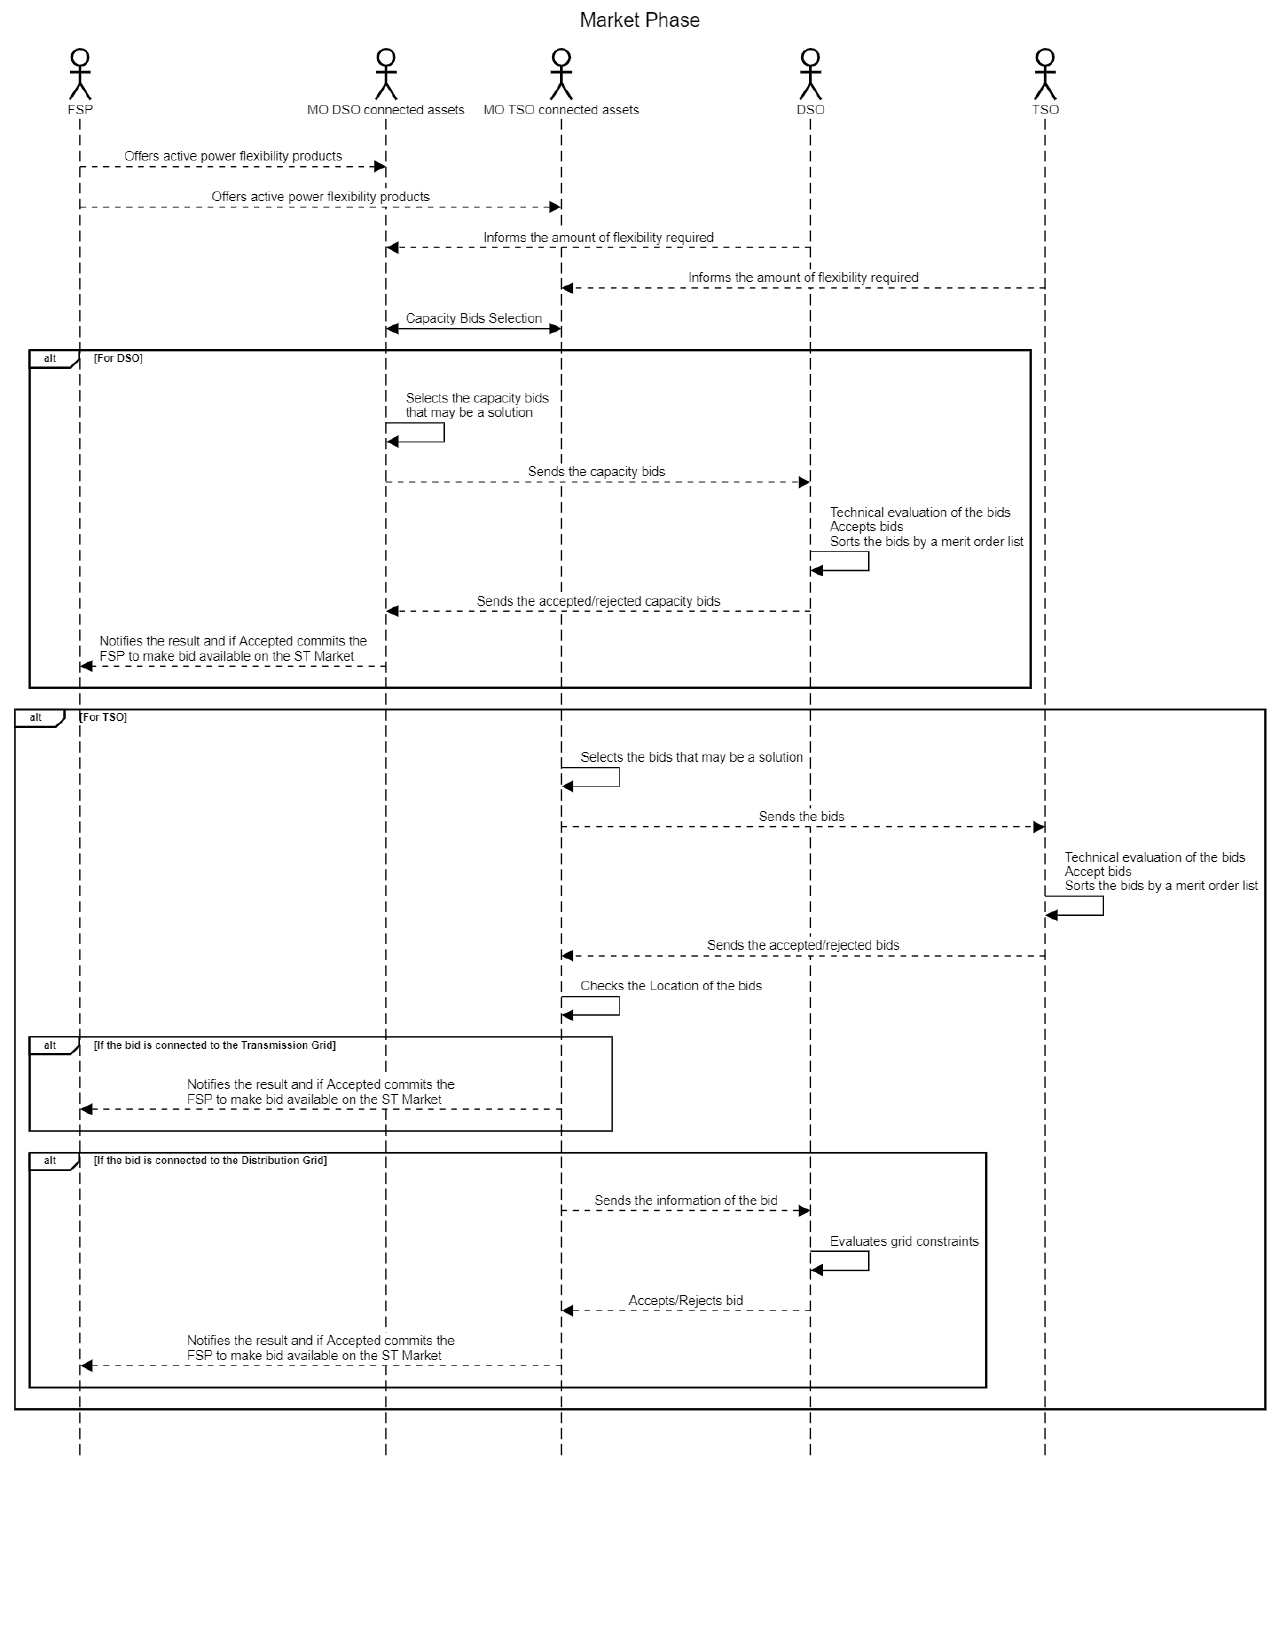 Market Phase
FSP
MO DSO connected assets
MO TSO connected assets
DSO
TSO
Offers active power flexibility products
Offers active power flexibility products
Informs the amount of flexibility required
Informs the amount of flexibility required
Capacity Bids Selection
alt
[For DSO]
Selects the capacity bids
that may be a solution
Sends the capacity bids
Technical evaluation of the bids
Accepts bids
Sorts the bids by a merit order list
Sends the accepted/rejected capacity bids
Notifies the result and if Accepted commits the
FSP to make bid available on the ST Market
alt
[For TSO]
Selects the bids that may be a solution
Sends the bids
Technical evaluation of the bids
Accept bids
Sorts the bids by a merit order list
Sends the accepted/rejected bids
Checks the Location of the bids
alt
[If the bid is connected to the Transmission Grid]
Notifies the result and if Accepted commits the
FSP to make bid available on the ST Market
alt
[If the bid is connected to the Distribution Grid]
Sends the information of the bid
Evaluates grid constraints
Accepts/Rejects bid
Notifies the result and if Accepted commits the
FSP to make bid available on the ST Market